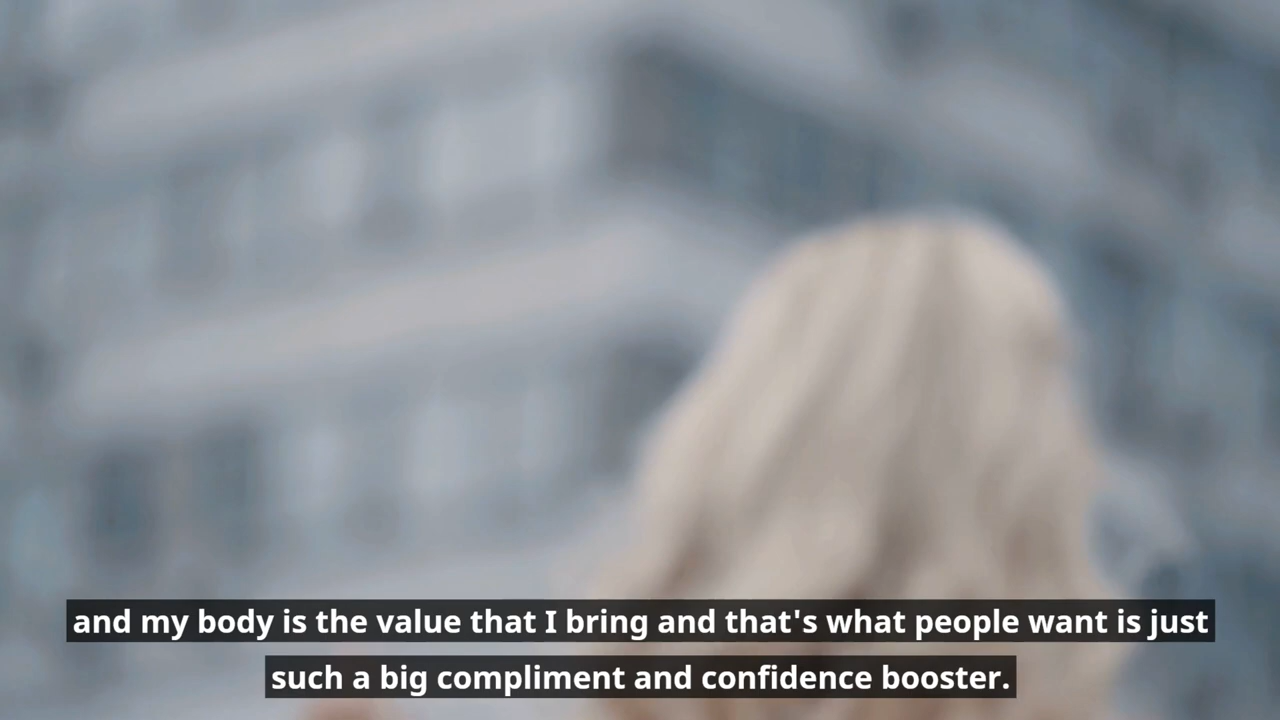 and my body is the value that I bring and that's what people want is just
such a big compliment and confidence booster.